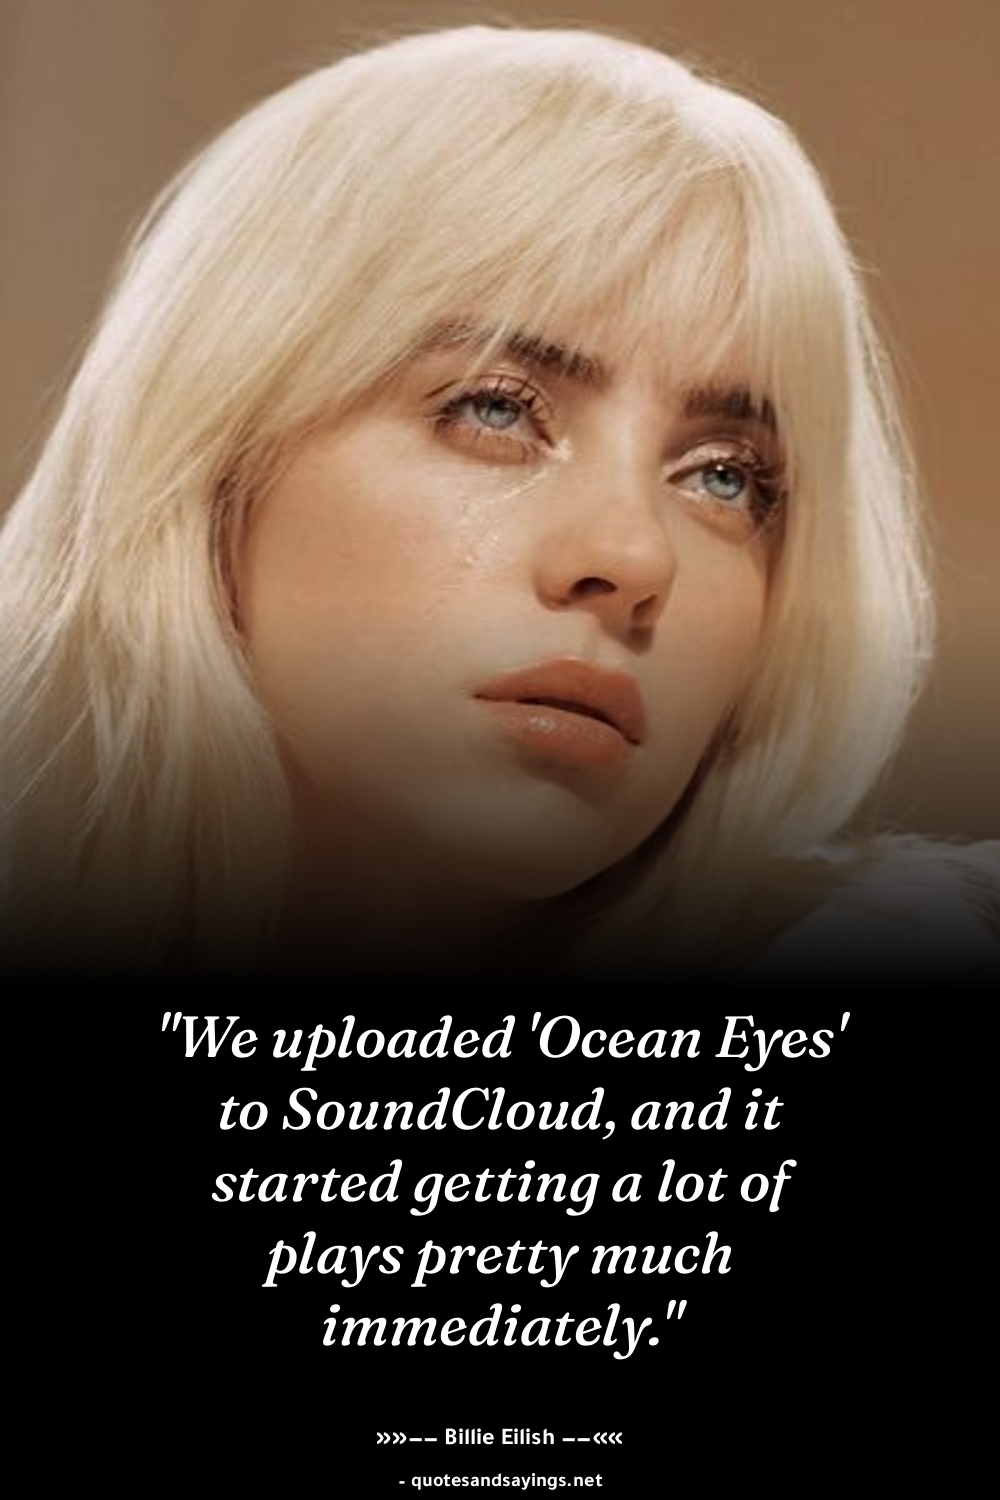 "We uploaded 'Ocean Eyes'
to SoundCloud, and it
started getting a lot of
plays pretty much
immediately."
»»–– Billie Eilish ––««
- quotesandsayings.net